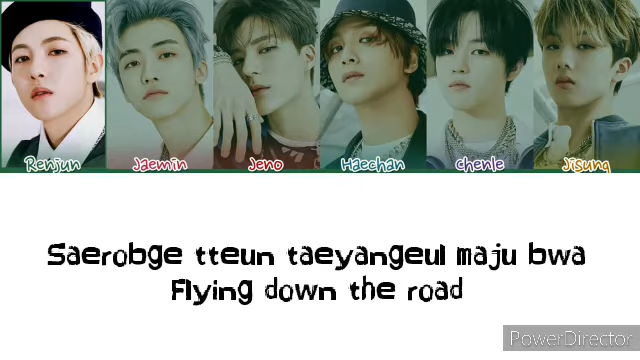 Renjun Jaemin Jeno Haechan chenle Jisung
Saerobge tteun taeyangeul maju bwa
Flying down the road
PowerDirector